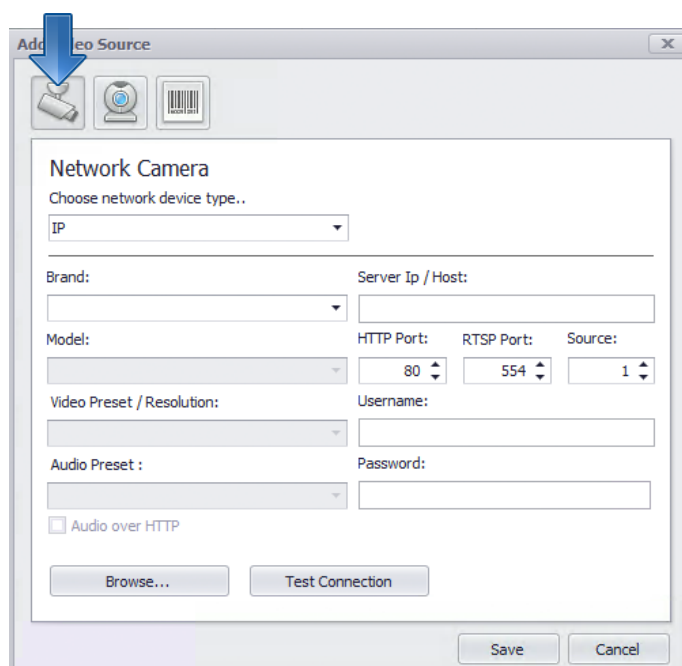 Add Video Source
Network Camera
Choose network device type..
IP
Brand:
Server Ip / Host:
Model:
HTTP Port:
RTSP Port:
Source:
80
554
1
Video Preset / Resolution:
Username:
Audio Preset :
Password:
Audio over HTTP
Browse...
Test Connection
Save
Cancel